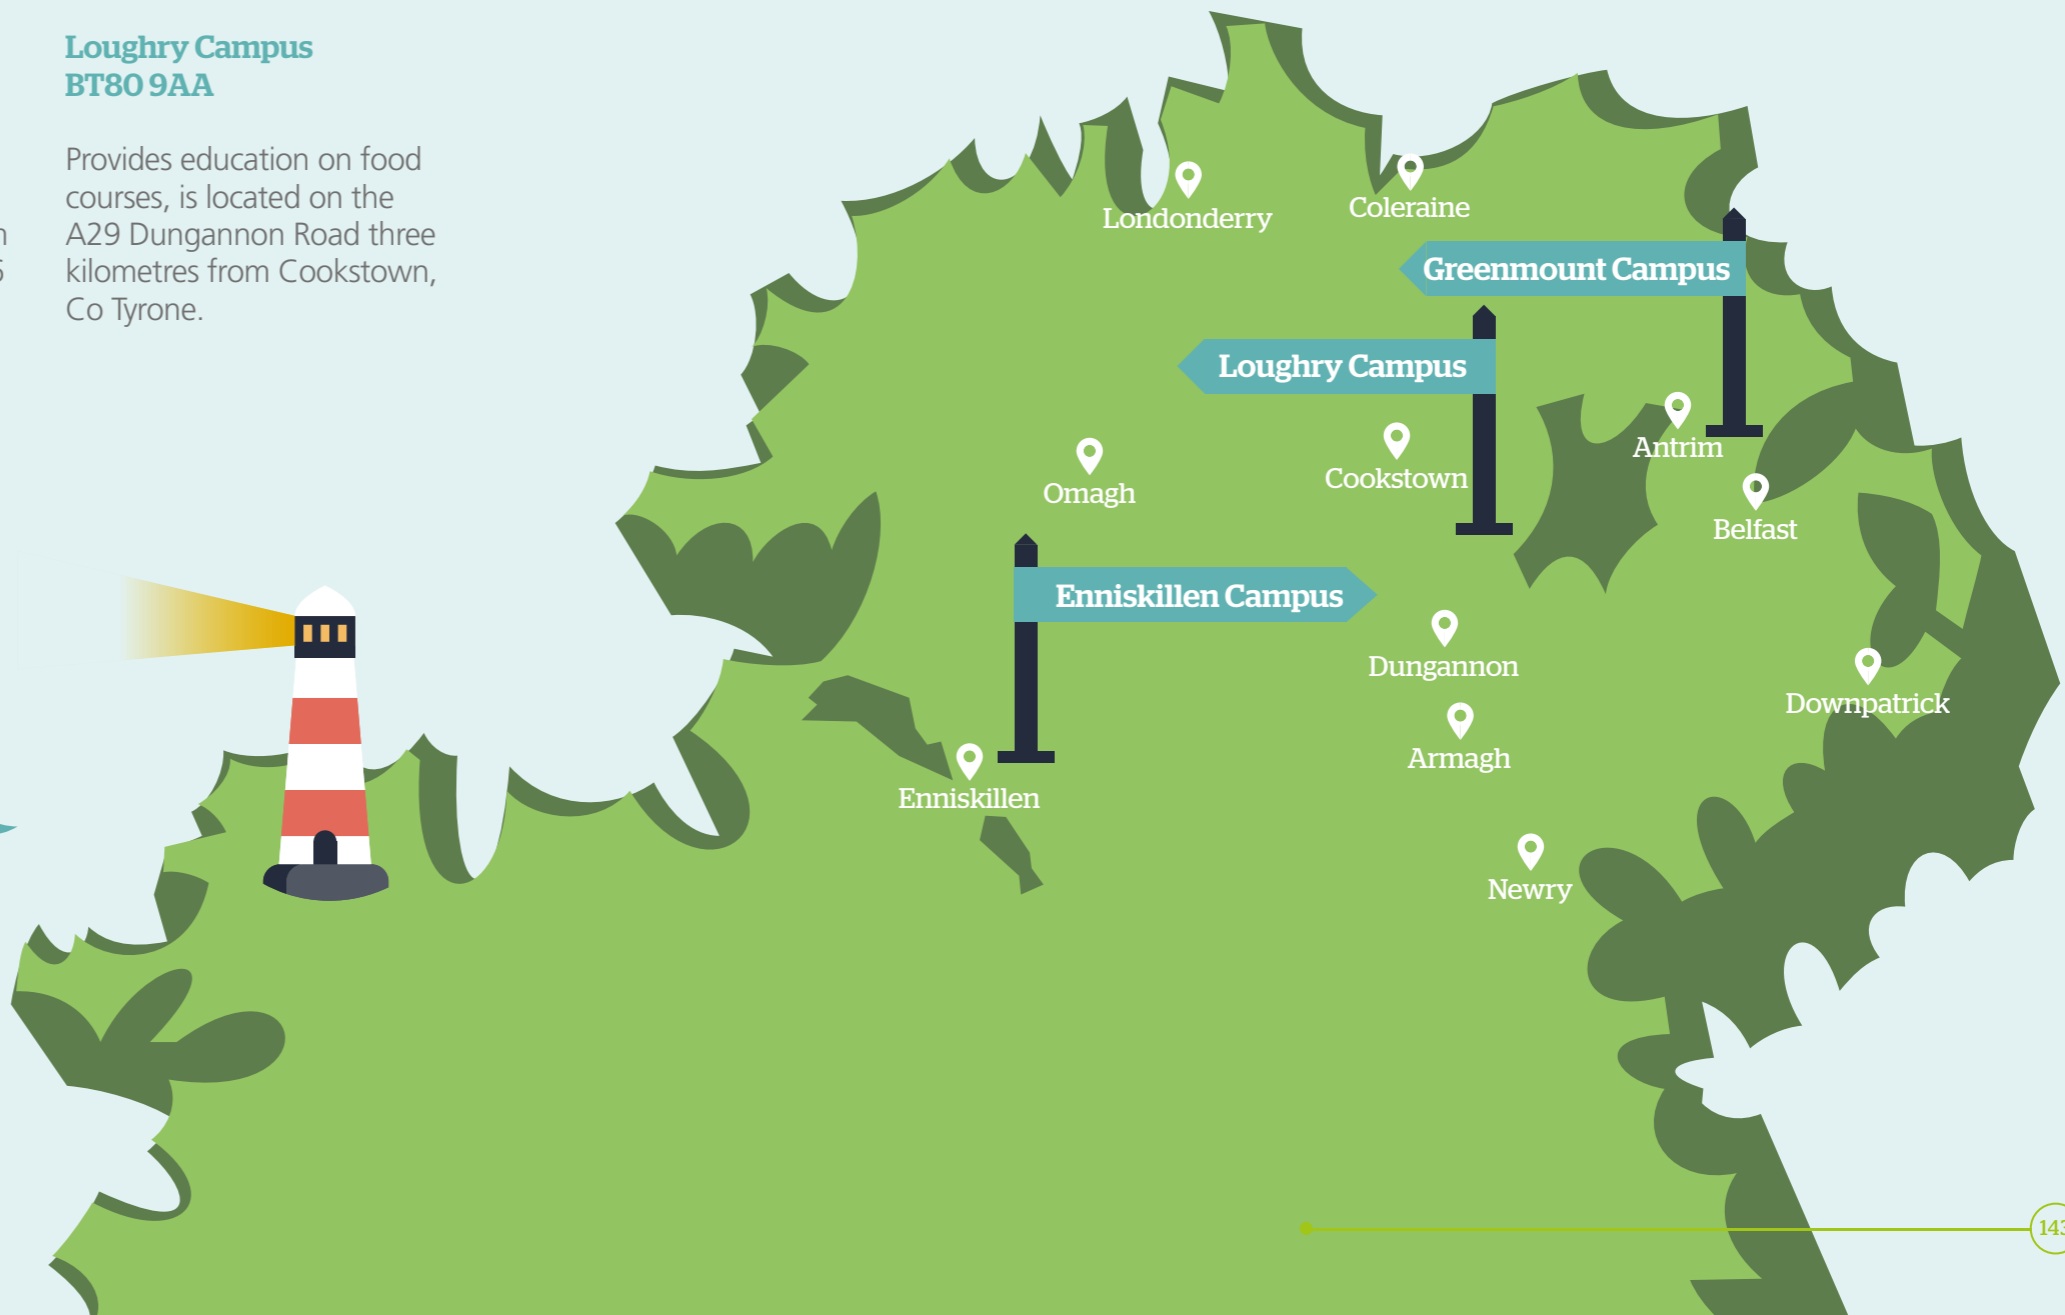 Loughry Campus
BT80 9AA
Provides education on food
courses, is located on the
A29 Dungannon Road three
kilometres from Cookstown,
Co Tyrone.
Londonderry
Coleraine
Greenmount Campus
Loughry Campus
Antrim
Omagh
Cookstown
Belfast
Enniskillen Campus
Dungannon
Downpatrick
Armagh
Enniskillen
Newry
143